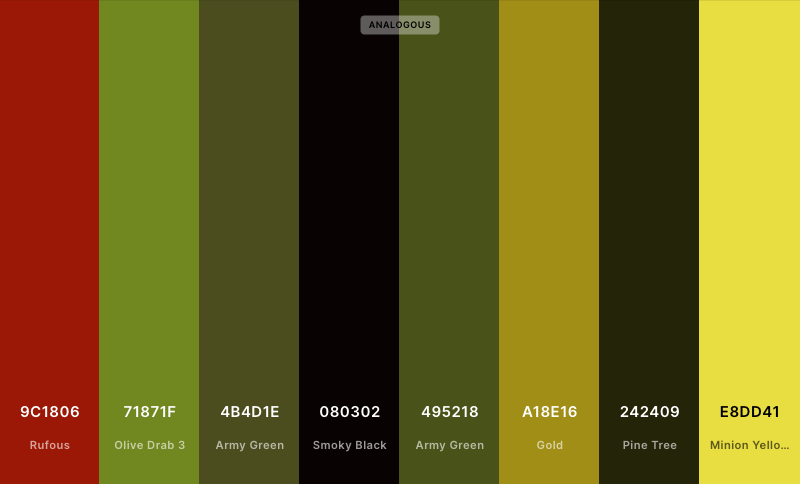 ANALOGOUS
9C1806 71871F 4B4D1E 080302 495218 A18E16 242409 E8DD41
Rufous Olive Drab 3 Army Green Smoky Black Army Green Gold Pine Tree Minion Yello...